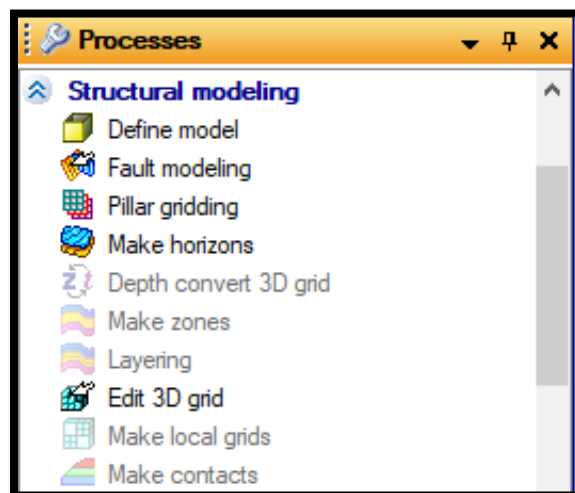 Processes
Structural modeling
Define model
Fault modeling
Pillar gridding
Make horizons
Depth convert 3D grid
Make zones
Layering
Edit 3D grid
Make local grids
Make contacts